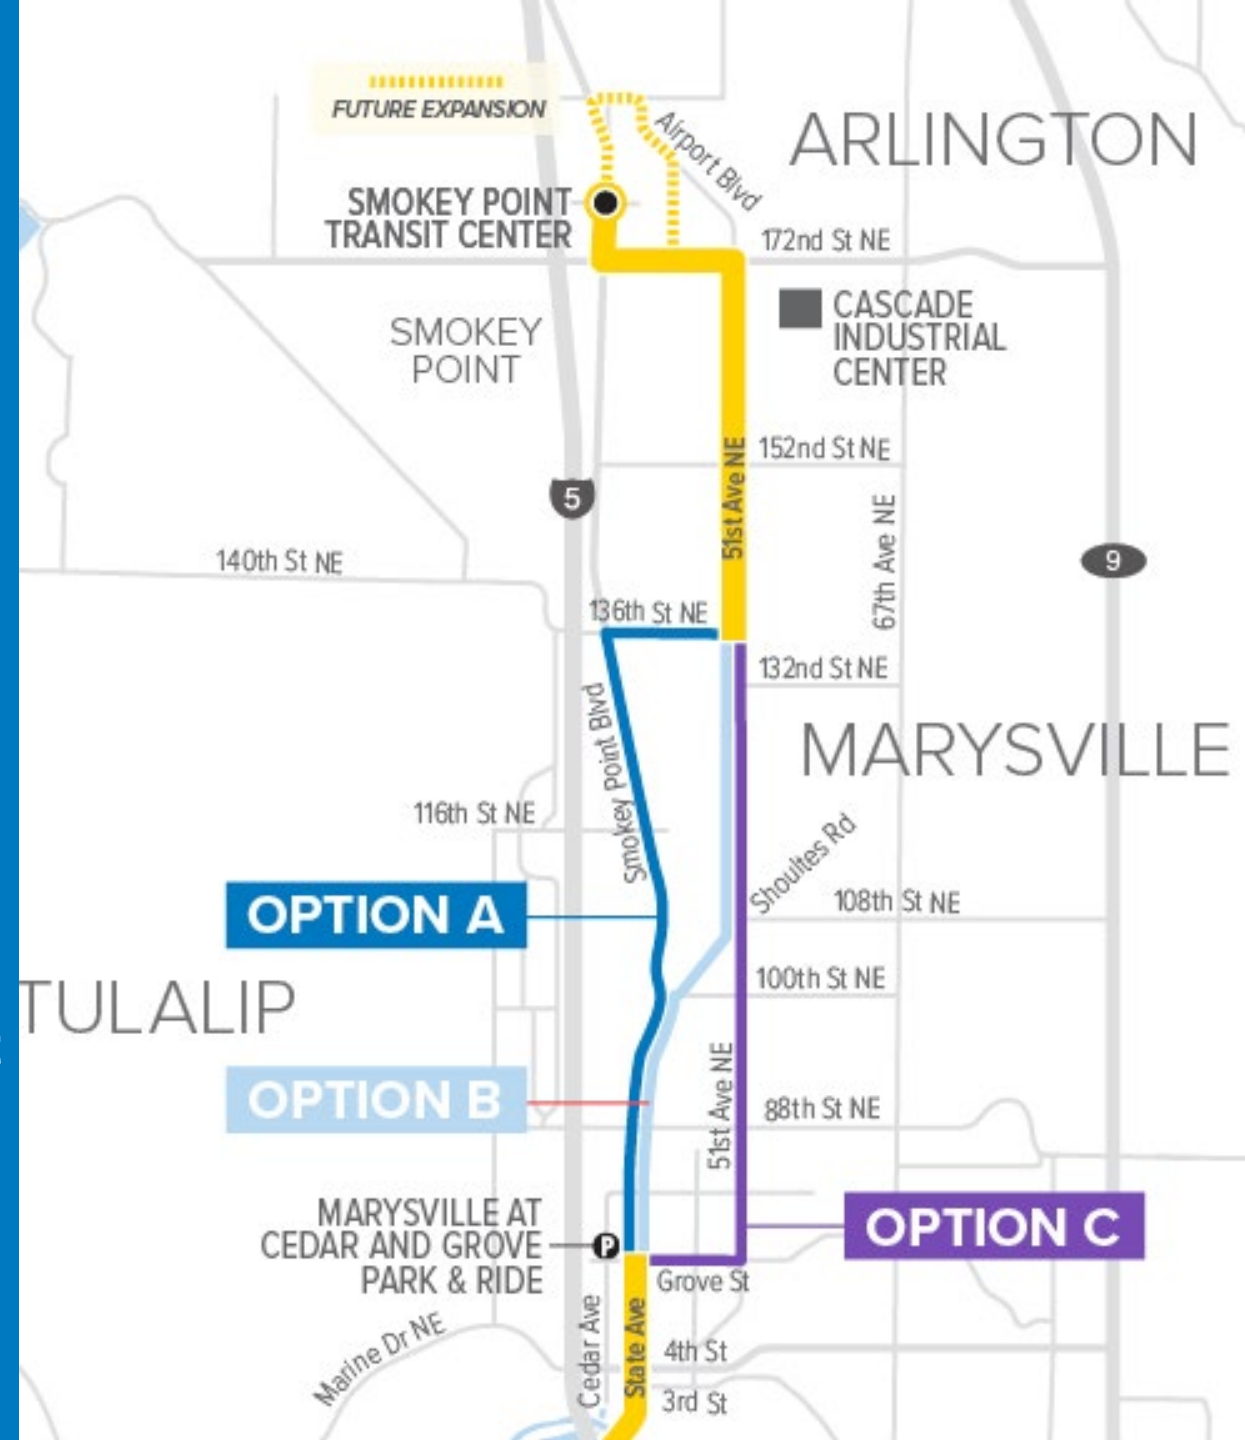 FUTURE EXPANSION
Airport Blvd
ARLINGTON
SMOKEY POINT
TRANSIT CENTER
172nd St NE
CASCADE
INDUSTRIAL
CENTER
SMOKEY
POINT
152nd St NE
51st Ave NE
5
67th Ave NE
140th St NE
9
136th St NE
132nd St NE
Smokey Point Blvd
MARYSVILLE
116th St NE
Shoultes Rd
OPTION A
108th St NE
100th St NE
TULALIP
51st Ave NE
OPTION B
88th St NE
MARYSVILLE AT
CEDAR AND GROVE
PARK & RIDE
P
OPTION C
Grove St
Cedar Ave
State Ave
Marine Dr NE
4th St
3rd St